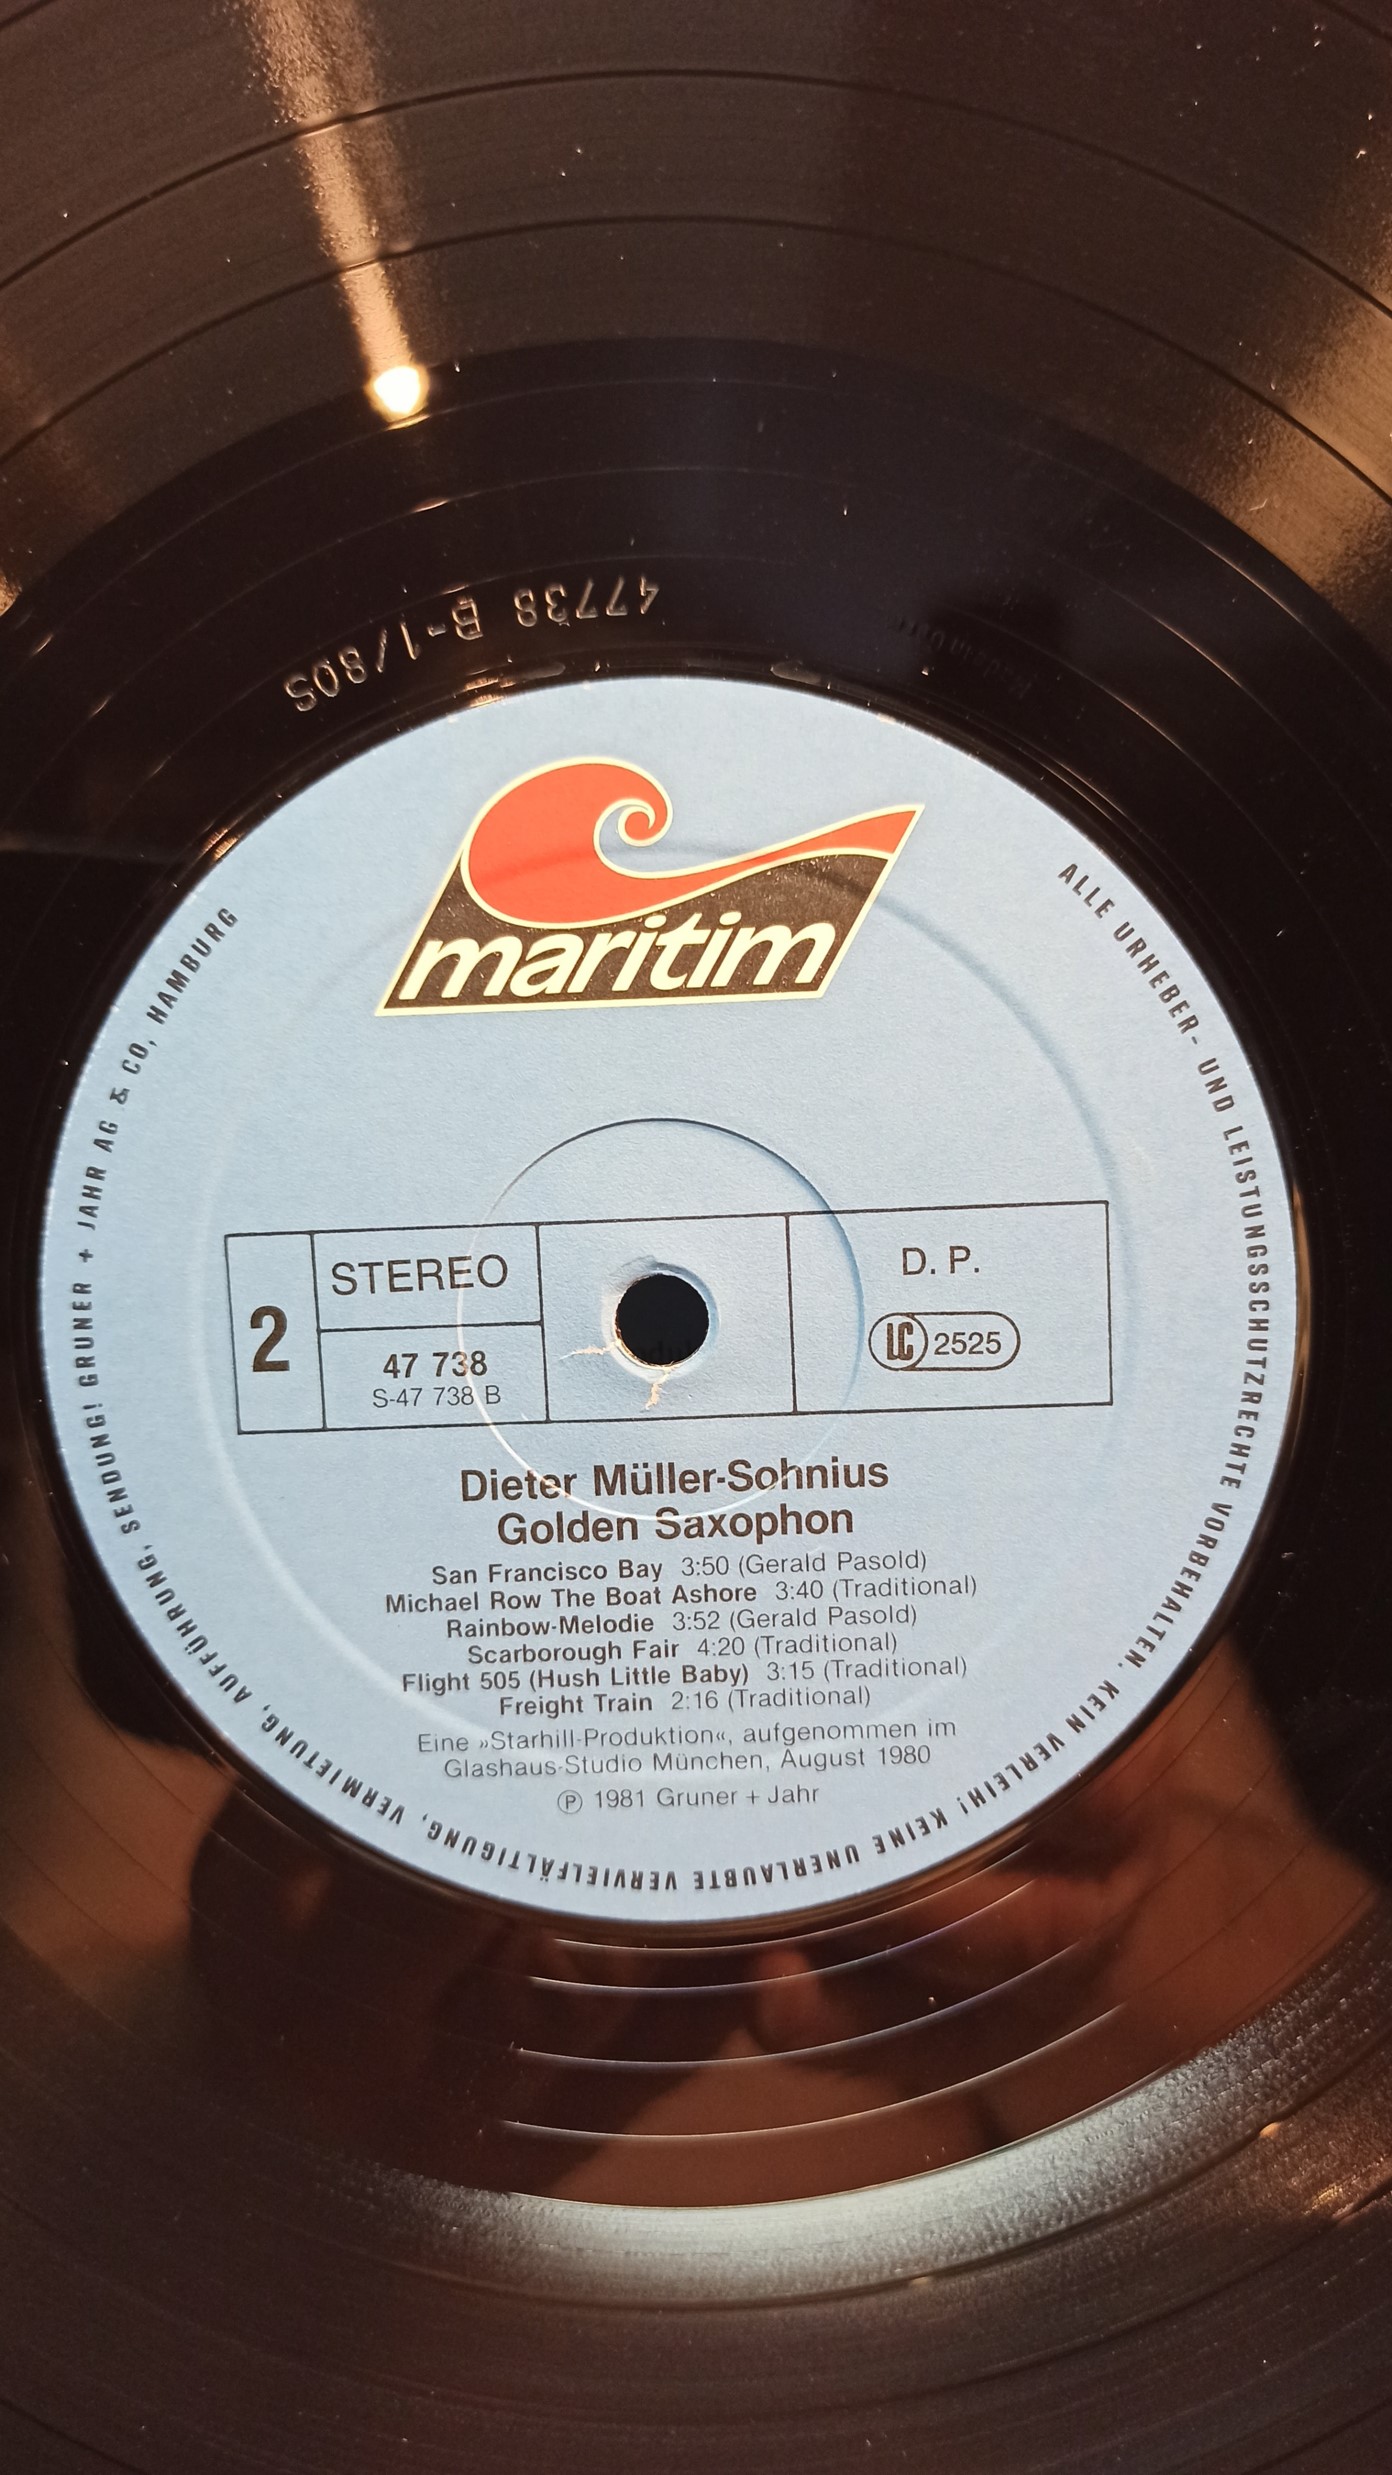 47738 B-1/80S
maritim
ALLE URHEBER- UND LEISTUNGSSCHUTZRECHTE VORBEHALTEN. KEIN VERLEIH! KEINE UNERLAUBTE VERVIELFÄLTIGUNG, VERMIETUNG, AUFFÜHRUNG, SENDUNG! GRUNER + JAHR AG & CO, HAMBURG
2
STEREO
47 738
S-47 738 B
D. P.
LC 2525
Dieter Müller-Sohnius
Golden Saxophon
San Francisco Bay 3:50 (Gerald Pasold)
Michael Row The Boat Ashore 3:40 (Traditional)
Rainbow-Melodie 3:52 (Gerald Pasold)
Scarborough Fair 4:20 (Traditional)
Flight 505 (Hush Little Baby) 3:15 (Traditional)
Freight Train 2:16 (Traditional)
Eine »Starhill-Produktion«, aufgenommen im
Glashaus-Studio München, August 1980
℗ 1981 Gruner + Jahr